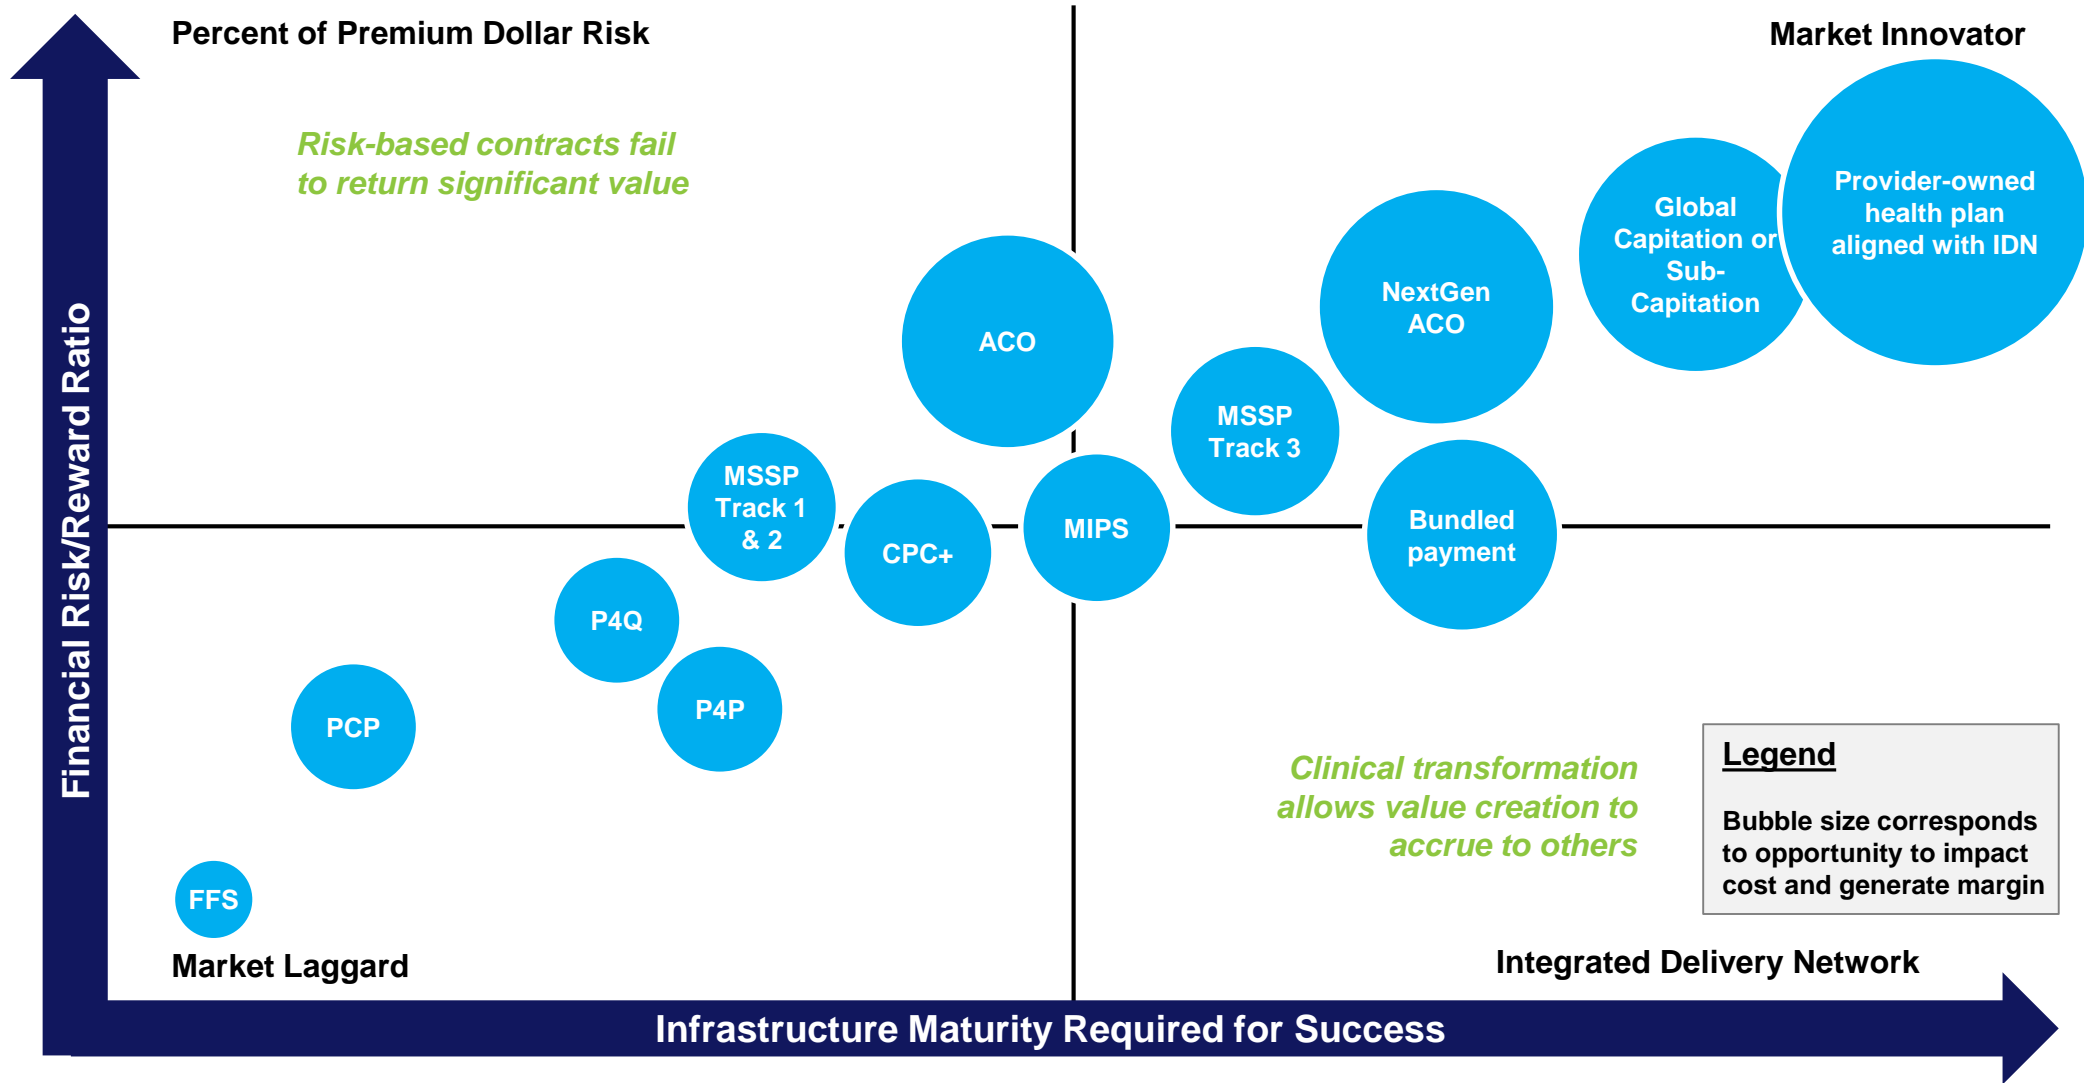 Percent of Premium Dollar Risk
Market Innovator
Risk-based contracts fail
to return significant value
Provider-owned
health plan
aligned with IDN
Global
Capitation or
Sub-
Capitation
NextGen
ACO
ACO
MSSP
Track 3
MSSP
Track 1
& 2
CPC+
MIPS
Bundled
payment
P4Q
P4P
PCP
FFS
Financial Risk/Reward Ratio
Clinical transformation
allows value creation to
accrue to others
Legend
Bubble size corresponds
to opportunity to impact
cost and generate margin
Market Laggard
Integrated Delivery Network
Infrastructure Maturity Required for Success